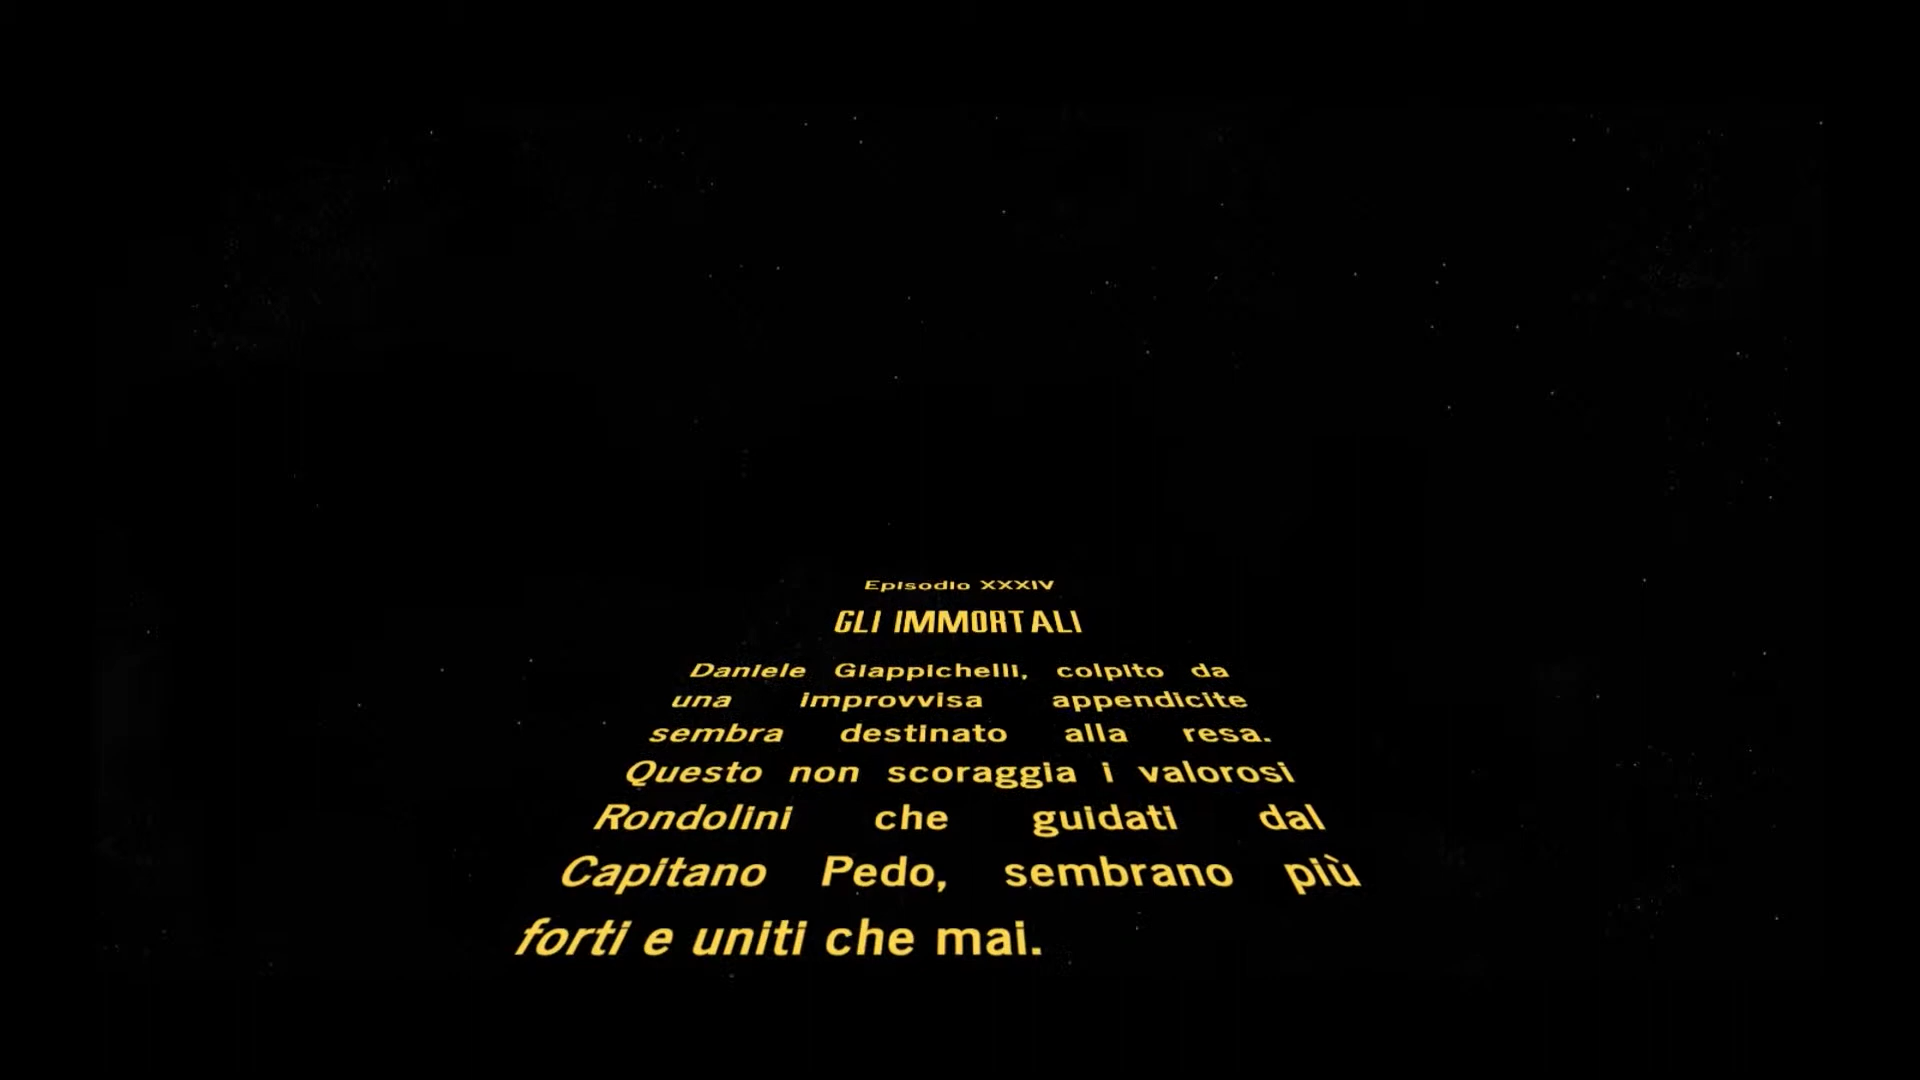 Episodio XXXIV
GLI IMMORTALI
Daniele Giappichelli, colpito da
una improvvisa appendicite
sembra destinato alla resa.
Questo non scoraggia i valorosi
Rondolini che guidati dal
Capitano Pedo, sembrano più
forti e uniti che mai.